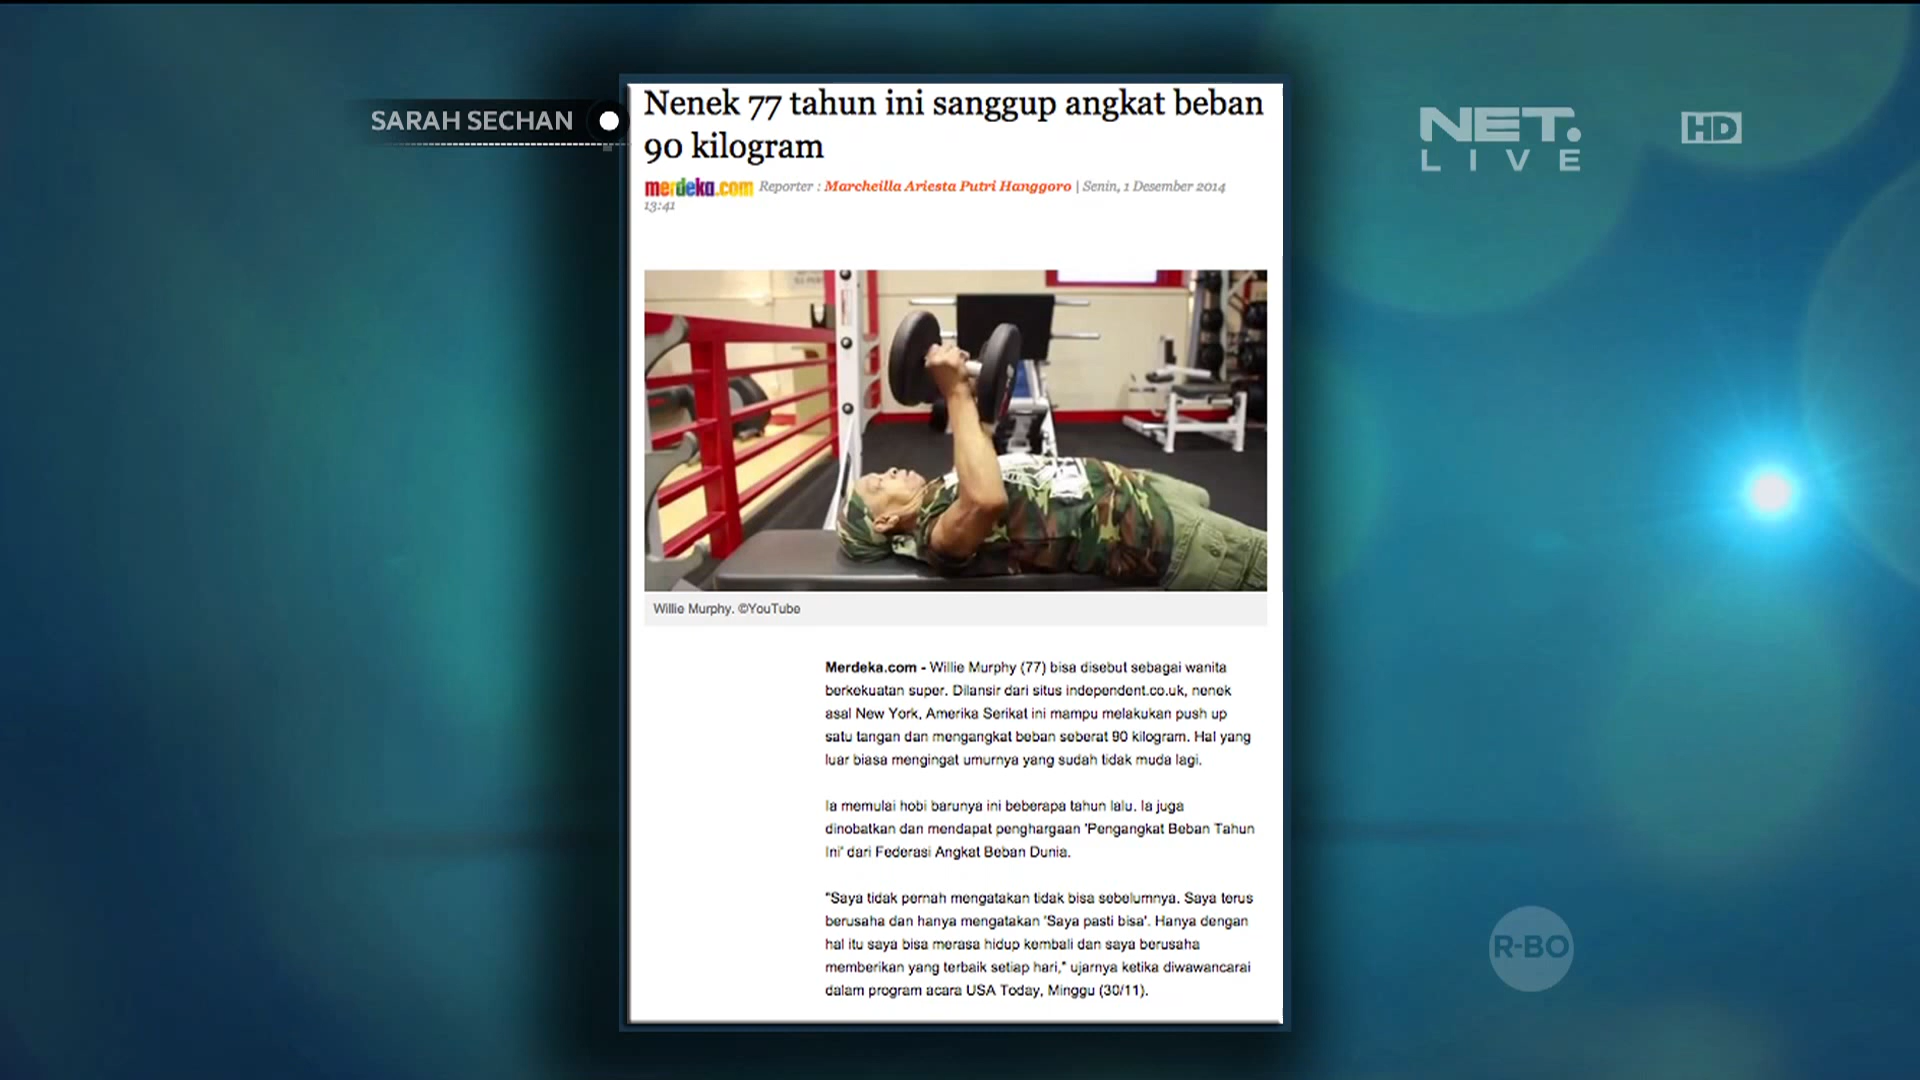 SARAH SECHAN
NET.
LIVE
HD
Nenek 77 tahun ini sanggup angkat beban
90 kilogram
merdeka.com Reporter : Marcheilla Ariesta Putri Hanggoro | Senin, 1 Desember 2014
13:41
Willie Murphy. ©YouTube
Merdeka.com - Willie Murphy (77) bisa disebut sebagai wanita
berkekuatan super. Dilansir dari situs independent.co.uk, nenek
asal New York, Amerika Serikat ini mampu melakukan push up
satu tangan dan mengangkat beban seberat 90 kilogram. Hal yang
luar biasa mengingat umurnya yang sudah tidak muda lagi.
Ia memulai hobi barunya ini beberapa tahun lalu. Ia juga
dinobatkan dan mendapat penghargaan 'Pengangkat Beban Tahun
Ini' dari Federasi Angkat Beban Dunia.
"Saya tidak pernah mengatakan tidak bisa sebelumnya. Saya terus
berusaha dan hanya mengatakan 'Saya pasti bisa'. Hanya dengan
hal itu saya bisa merasa hidup kembali dan saya berusaha
memberikan yang terbaik setiap hari," ujarnya ketika diwawancarai
dalam program acara USA Today, Minggu (30/11).
R-BO